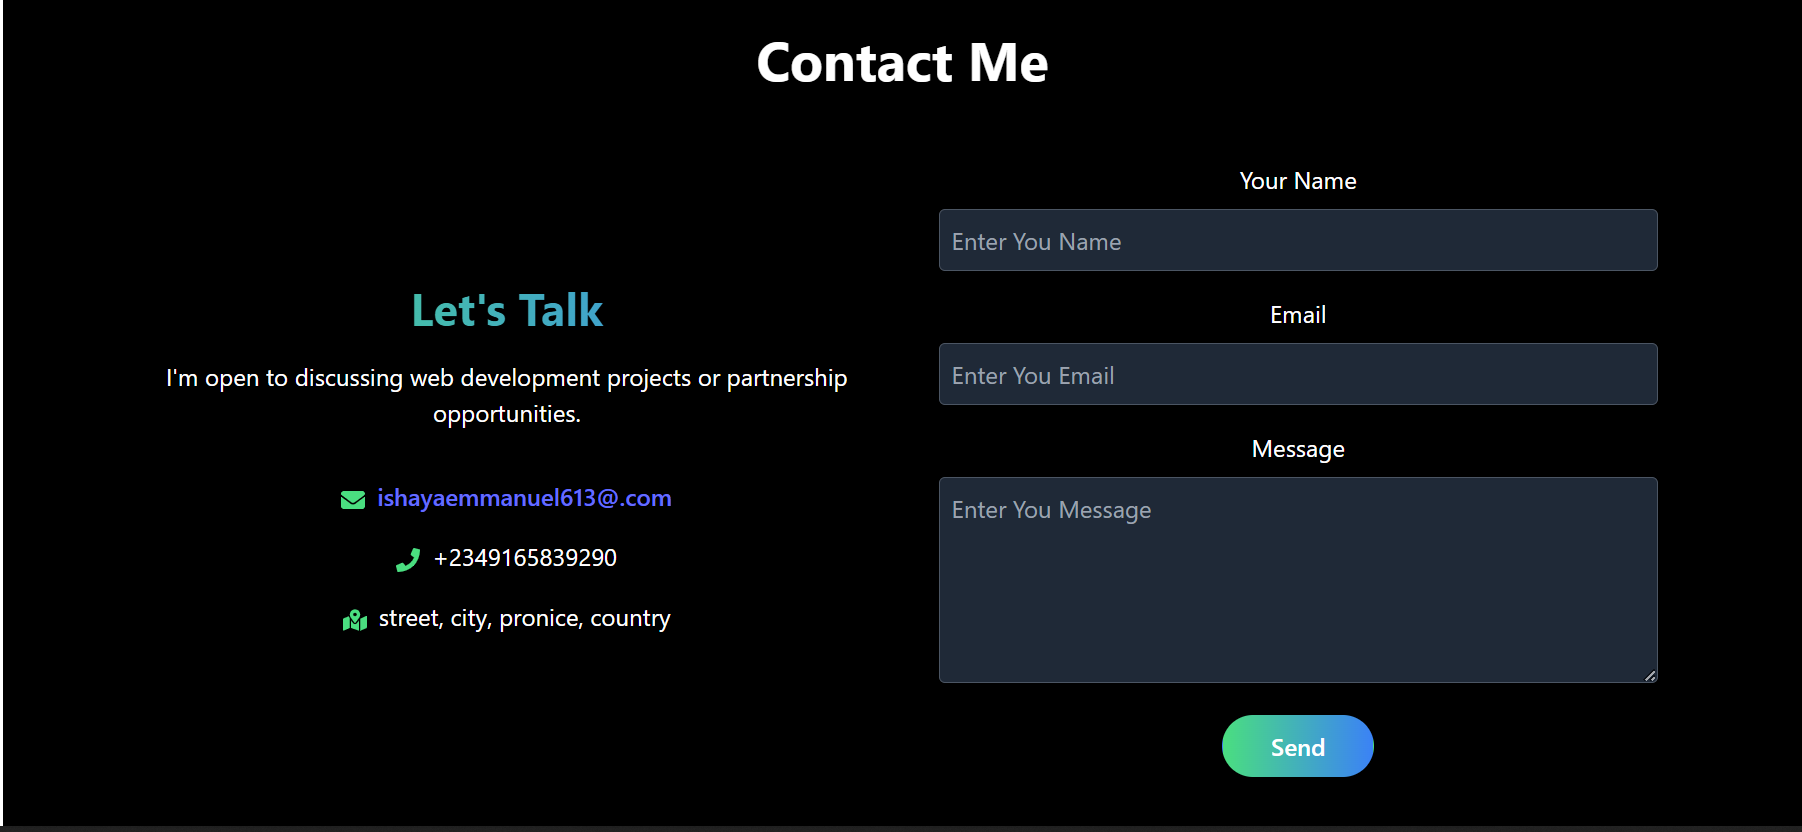 Contact Me
Let's Talk
I'm open to discussing web development projects or partnership
opportunities.
ishayaemmanuel613@.com
+2349165839290
street, city, pronice, country
Your Name
Enter You Name
Email
Enter You Email
Message
Enter You Message
Send